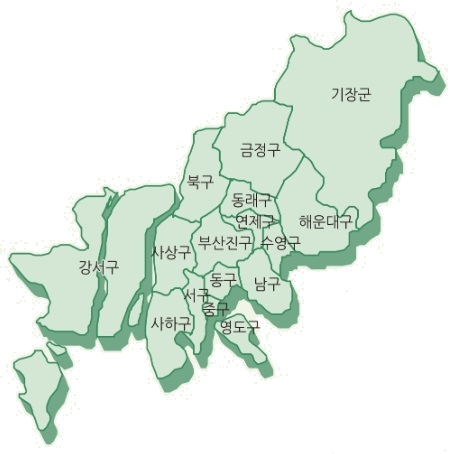 기장군
금정구
북구
동래구
연제구
해운대구
부산진구
수영구
사상구
강서구
동구
남구
서구
중구
사하구
영도구